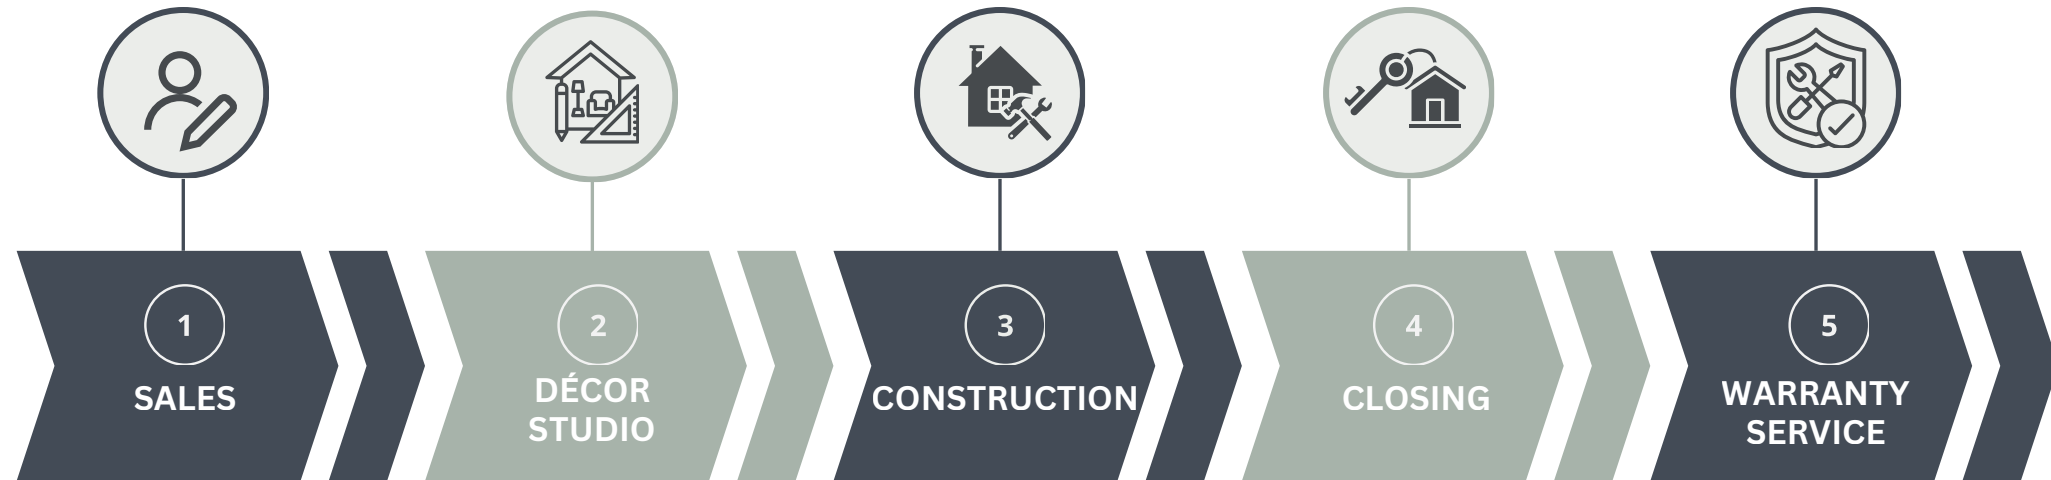 1
SALES
2
DÉCOR
STUDIO
3
CONSTRUCTION
4
CLOSING
5
WARRANTY
SERVICE